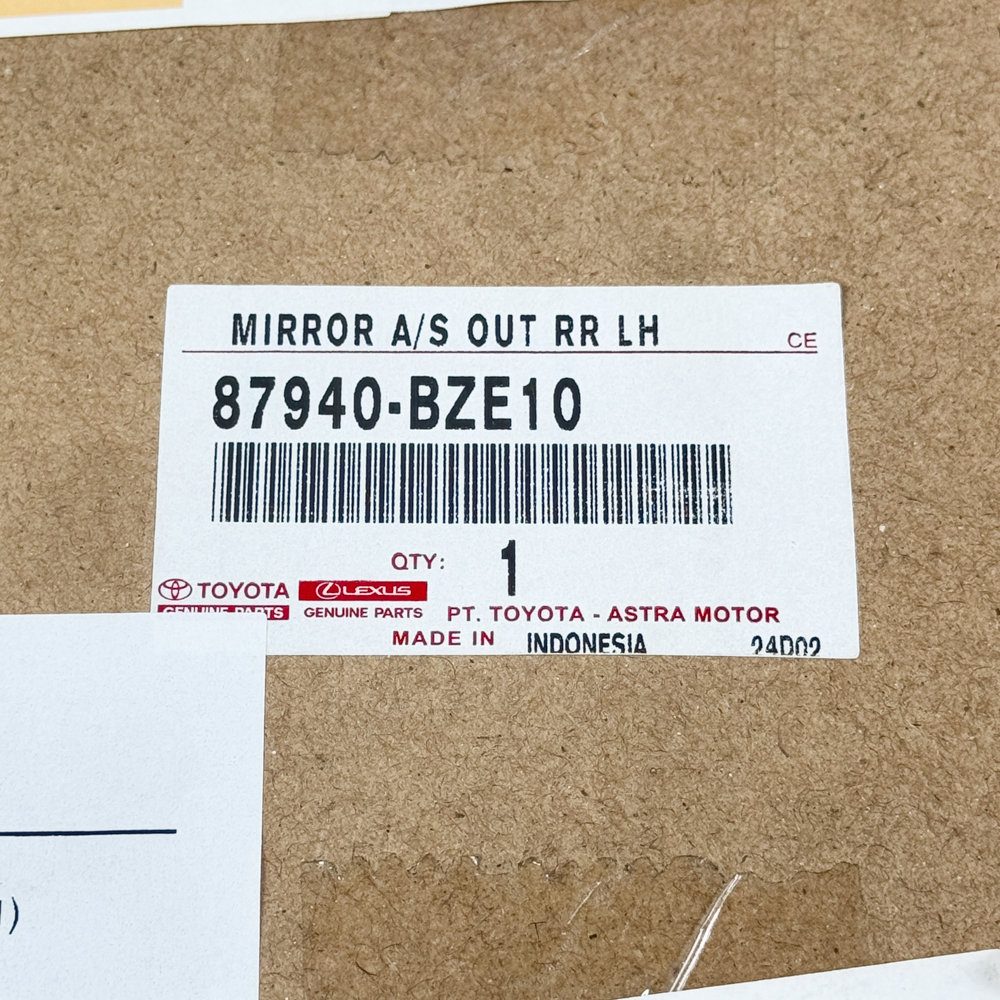 MIRROR A/S OUT RR LH
CE
87940-BZE10
QTY: 1
TOYOTA LEXUS
GENUINE PARTS GENUINE PARTS PT. TOYOTA - ASTRA MOTOR
MADE IN INDONESIA 24D02
)